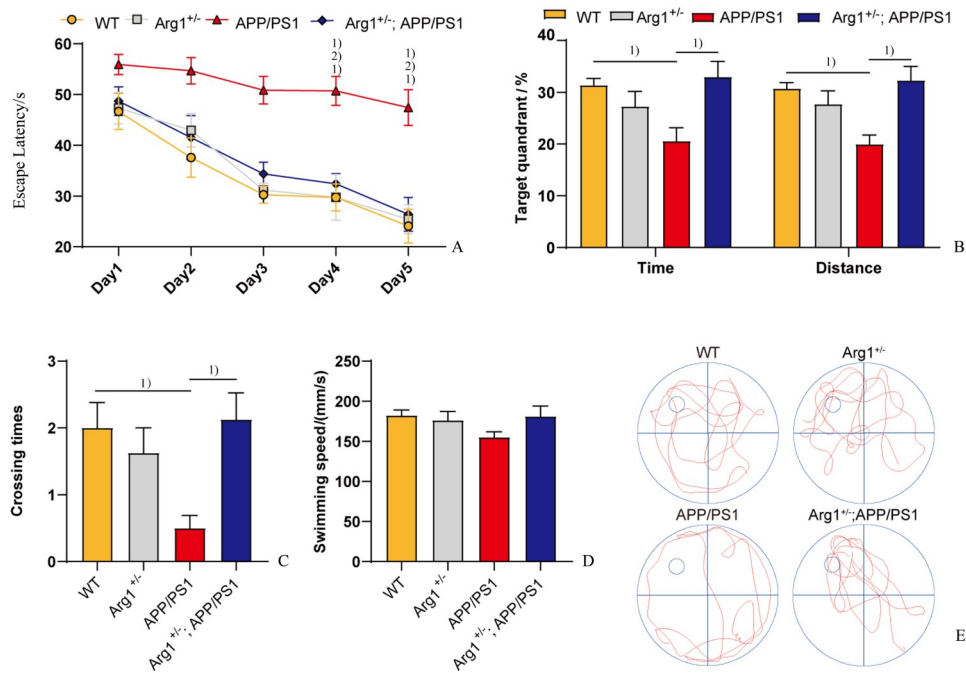 WT Arg1+/- APP/PS1 Arg1+/-; APP/PS1
60
50
40
30
20
Escape Latency/s
1)
2)
1)
1)
2)
1)
Day1 Day2 Day3 Day4 Day5
A
WT Arg1+/- APP/PS1 Arg1+/-; APP/PS1
40
30
20
10
0
Target quandrant / %
1) 1) 1) 1)
Time Distance
B
3
2
1
0
Crossing times
1) 1)
WT Arg1+/- APP/PS1 Arg1+/-; APP/PS1
C
250
200
150
100
50
0
Swimming speed/(mm/s)
WT Arg1+/- APP/PS1 Arg1+/-; APP/PS1
D
WT Arg1+/-
APP/PS1 Arg1+/-;APP/PS1
E